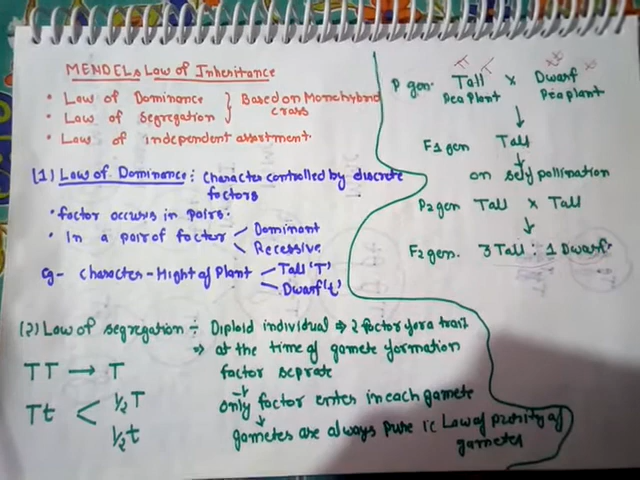 MENDELs Law of Inheritance
• Law of Dominance } Based on Monohybrid cross
• Law of Segregation
• Law of independent assortment.
(1) Law of Dominance : Character controlled by discrete
factors
• factor occurs in pairs.
• In a pair of factor < Dominant
Recessive
eg - Character - Hight of Plant - Tall 'T'
Dwarf 't'
T T
P gen. Tall × Dwarf
Pea Plant Pea plant
F1 gen Tall
on self pollination
P2 gen Tall × Tall
F2 gen. 3 Tall : 1 Dwarf
(2) Law of segregation ÷ Diploid individual ⇒ 2 factor for a trait
⇒ at the time of gamete formation
factor seprate
TT → T
only factor enters in each gamete
Tt < 1/2 T
1/2 t
gametes are always pure ie Law of purity of
gametes